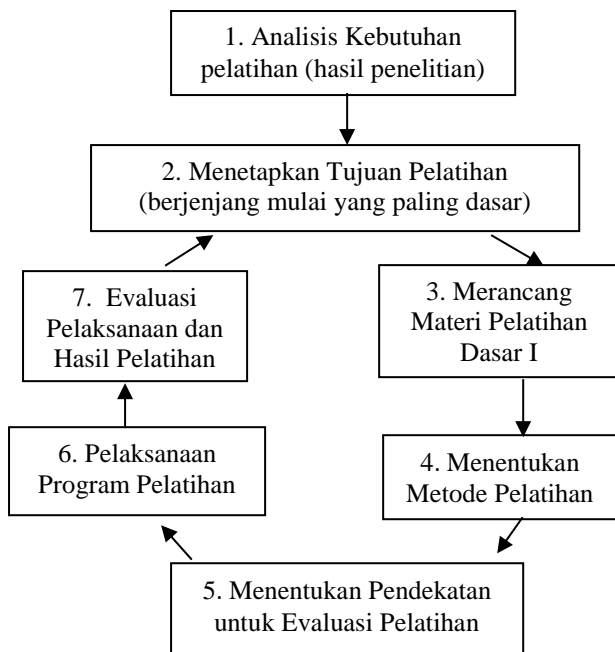 1. Analisis Kebutuhan
pelatihan (hasil penelitian)
2. Menetapkan Tujuan Pelatihan
(berjenjang mulai yang paling dasar)
3. Merancang
Materi Pelatihan
Dasar I
4. Menentukan
Metode Pelatihan
5. Menentukan Pendekatan
untuk Evaluasi Pelatihan
6. Pelaksanaan
Program Pelatihan
7. Evaluasi
Pelaksanaan dan
Hasil Pelatihan